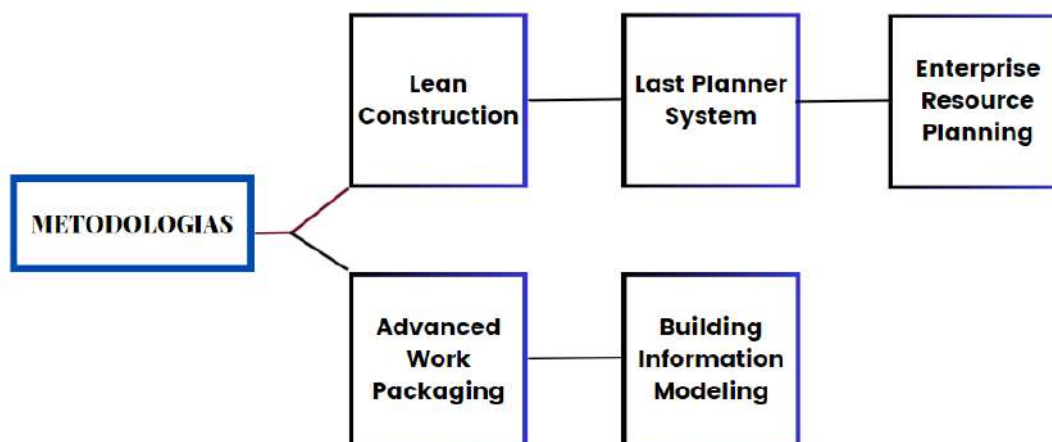 METODOLOGIAS
Lean
Construction
Last Planner
System
Enterprise
Resource
Planning
Advanced
Work
Packaging
Building
Information
Modeling